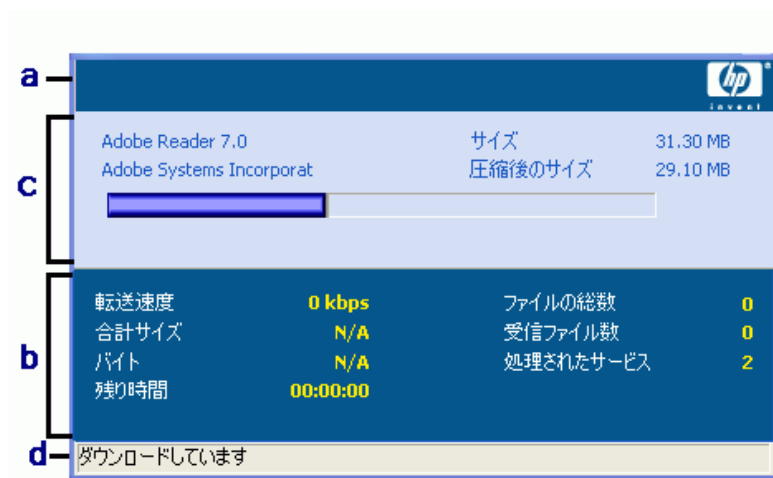 a
hp
invent
c
Adobe Reader 7.0 サイズ 31.30 MB
Adobe Systems Incorporat 圧縮後のサイズ 29.10 MB
b
転送速度 0 kbps ファイルの総数 0
合計サイズ N/A 受信ファイル数 0
バイト N/A 処理されたサービス 2
残り時間 00:00:00
d
ダウンロードしています